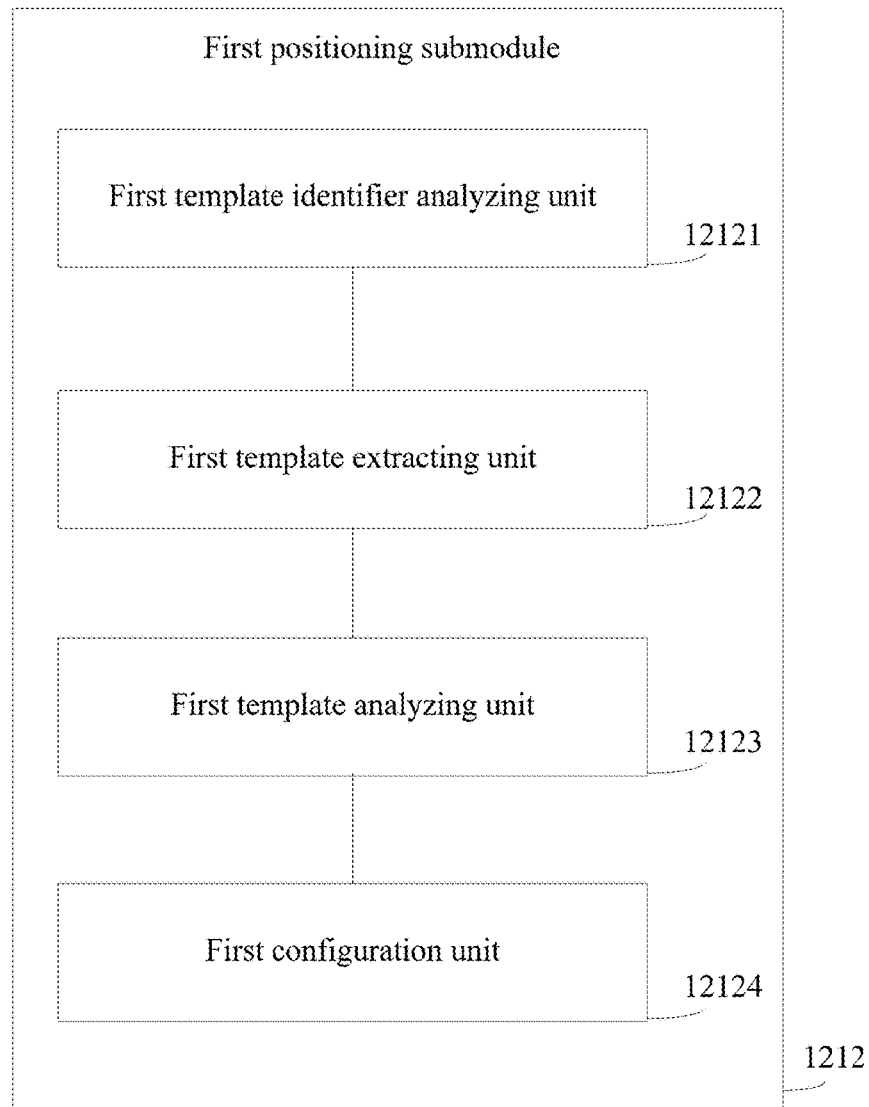 First positioning submodule
First template identifier analyzing unit
12121
First template extracting unit
12122
First template analyzing unit
12123
First configuration unit
12124
1212